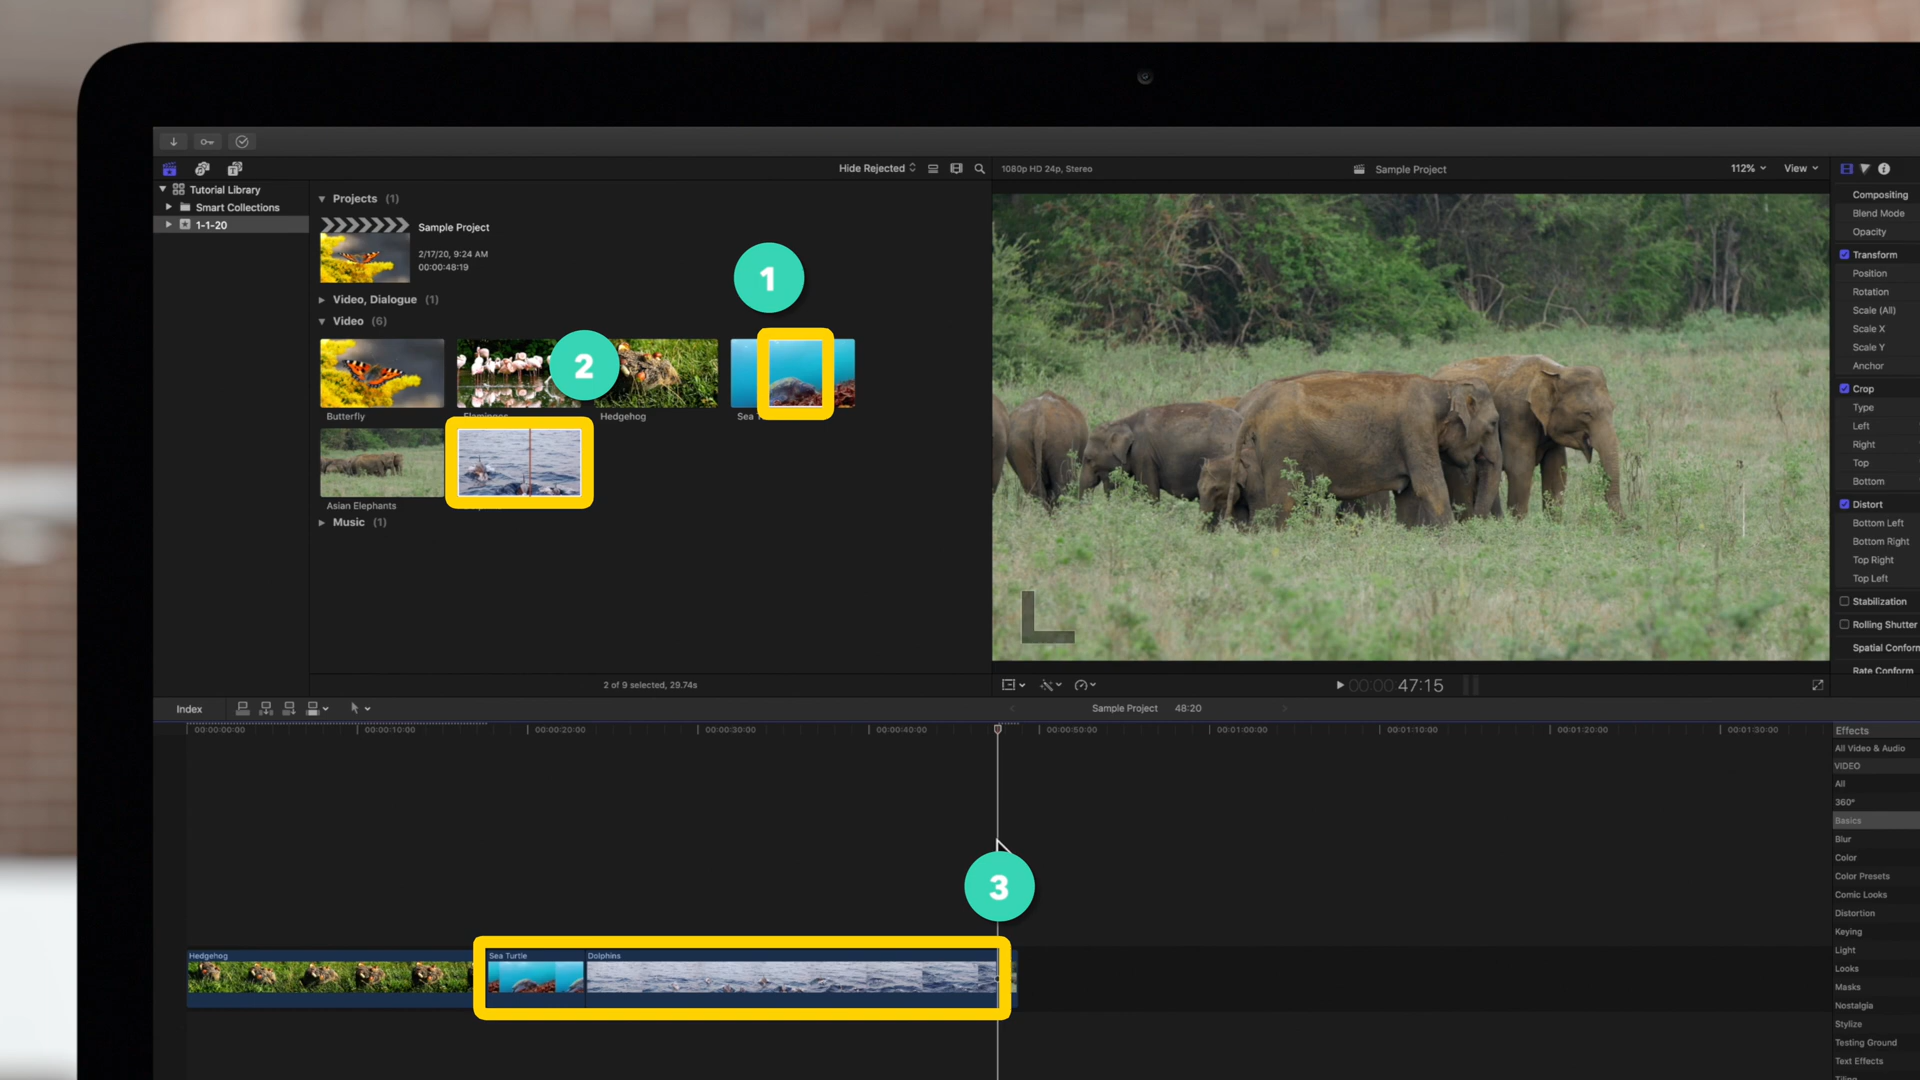 Hide Rejected
1080p HD 24p, Stereo
Sample Project
112%
View
Tutorial Library
Smart Collections
1-1-20
Projects (1)
Sample Project
2/17/20, 9:24 AM
00:00:48:19
Video, Dialogue (1)
Video (6)
1
2
Butterfly
Flamingos
Hedgehog
Sea
Asian Elephants
Music (1)
2 of 9 selected, 29.74s
00:00:47:15
Compositing
Blend Mode
Opacity
Transform
Position
Rotation
Scale (All)
Scale X
Scale Y
Anchor
Crop
Type
Left
Right
Top
Bottom
Distort
Bottom Left
Bottom Right
Top Right
Top Left
Stabilization
Rolling Shutter
Spatial Conform
Rate Conform
Index
Sample Project 48:20
00:00:00:00
00:00:10:00
00:00:20:00
00:00:30:00
00:00:40:00
00:00:50:00
00:01:00:00
00:01:10:00
00:01:20:00
00:01:30:00
3
Hedgehog
Sea Turtle
Dolphins
Effects
All Video & Audio
VIDEO
All
360°
Basics
Blur
Color
Color Presets
Comic Looks
Distortion
Keying
Light
Looks
Masks
Nostalgia
Stylize
Testing Ground
Text Effects